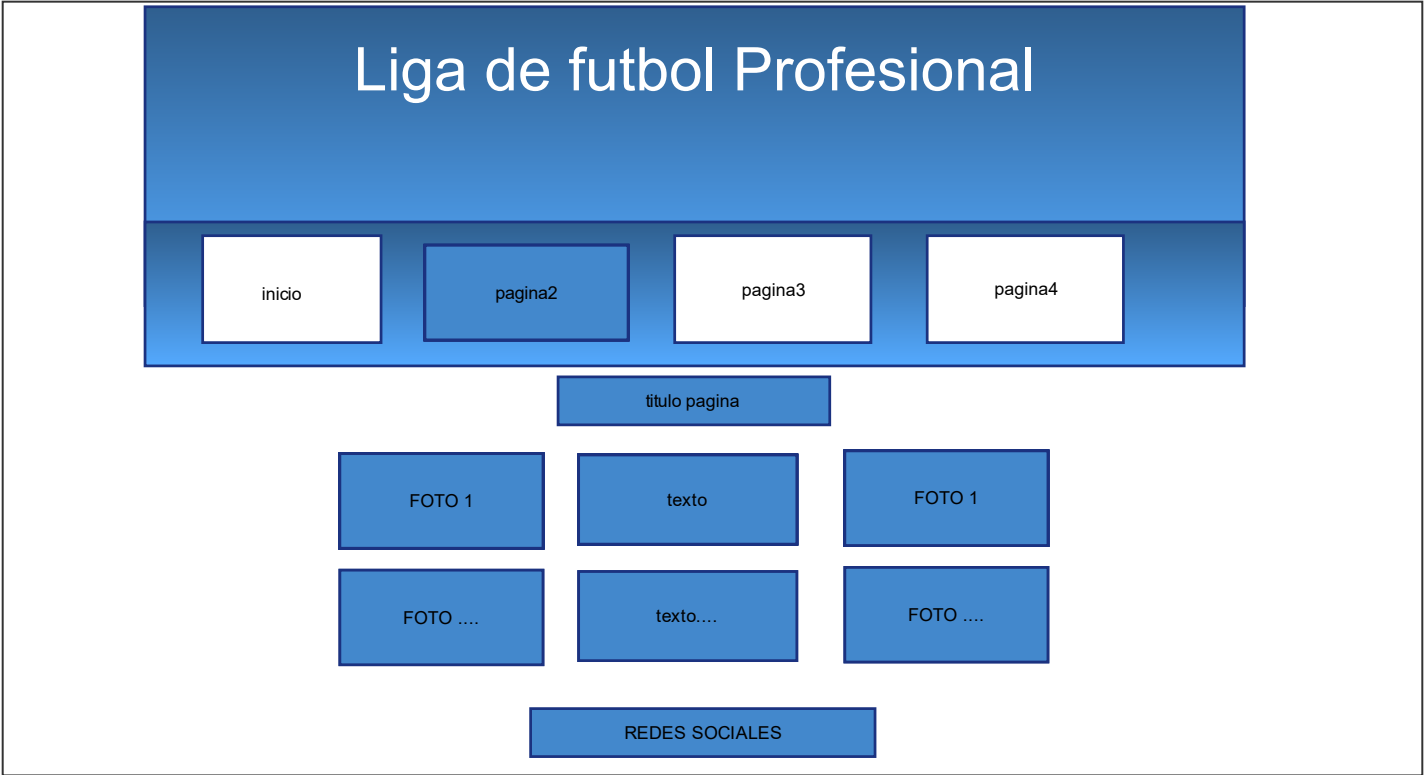 Liga de futbol Profesional
inicio
pagina2
pagina3
pagina4
titulo pagina
FOTO 1
texto
FOTO 1
FOTO ....
texto....
FOTO ....
REDES SOCIALES